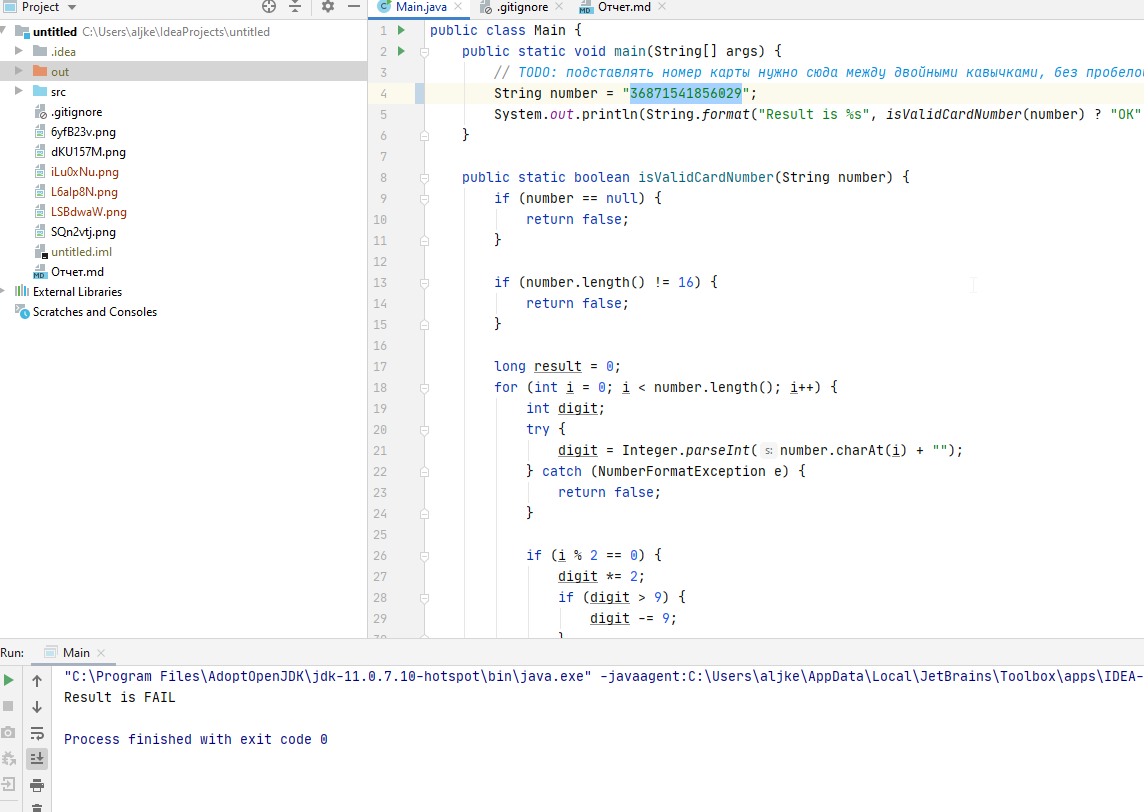 Project
Main.java
.gitignore
Отчет.md
untitled C:\Users\aljke\IdeaProjects\untitled
.idea
out
src
.gitignore
6yfB23v.png
dKU157M.png
iLu0xNu.png
L6alp8N.png
LSBdwaW.png
SQn2vtj.png
untitled.iml
Отчет.md
External Libraries
Scratches and Consoles
1 public class Main {
2 public static void main(String[] args) {
3 // TODO: подставлять номер карты нужно сюда между двойными кавычками, без пробело
4 String number = "36871541856029";
5 System.out.println(String.format("Result is %s", isValidCardNumber(number) ? "OK"
6 }
7
8 public static boolean isValidCardNumber(String number) {
9 if (number == null) {
10 return false;
11 }
12
13 if (number.length() != 16) {
14 return false;
15 }
16
17 long result = 0;
18 for (int i = 0; i < number.length(); i++) {
19 int digit;
20 try {
21 digit = Integer.parseInt( s: number.charAt(i) + "");
22 } catch (NumberFormatException e) {
23 return false;
24 }
25
26 if (i % 2 == 0) {
27 digit *= 2;
28 if (digit > 9) {
29 digit -= 9;
30 }
Run: Main
"C:\Program Files\AdoptOpenJDK\jdk-11.0.7.10-hotspot\bin\java.exe" -javaagent:C:\Users\aljke\AppData\Local\JetBrains\Toolbox\apps\IDEA-
Result is FAIL
Process finished with exit code 0